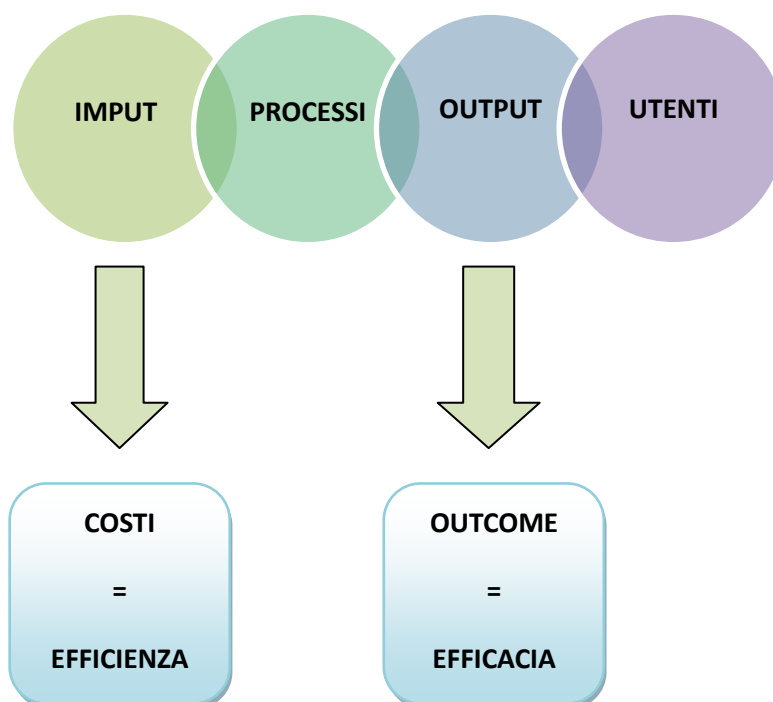 IMPUT
PROCESSI
OUTPUT
UTENTI
COSTI
=
EFFICIENZA
OUTCOME
=
EFFICACIA